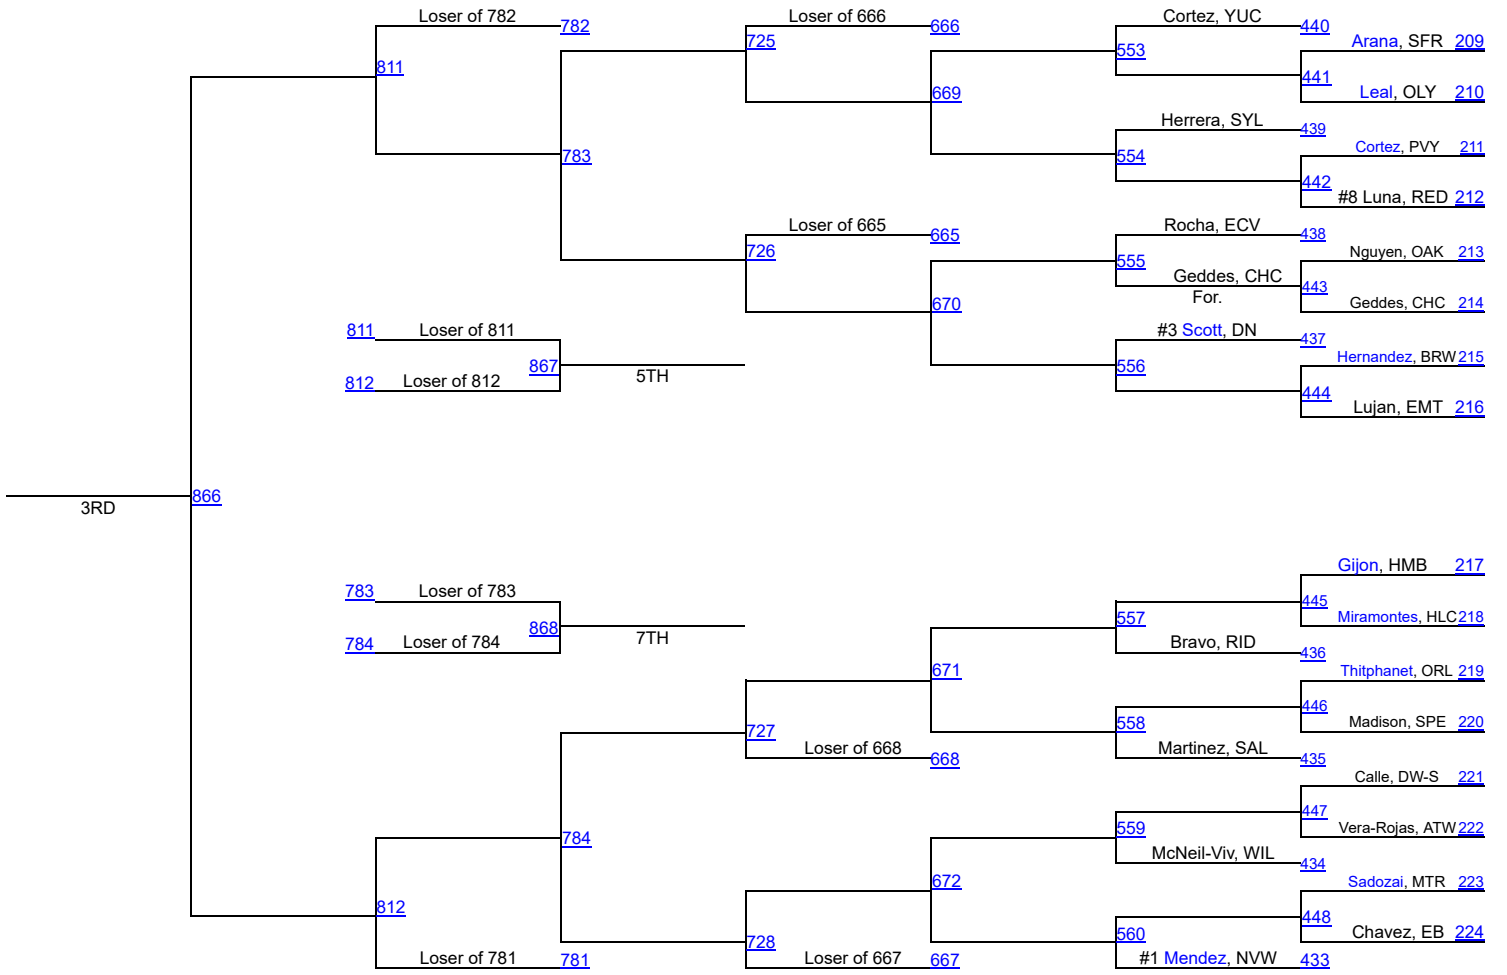 Loser of 782 782
Loser of 666 666
Cortez, YUC 440
Arana, SFR 209
725
553
811
441
669
Leal, OLY 210
Herrera, SYL 439
Cortez, PVY 211
783
554
442
#8 Luna, RED 212
Loser of 665 665
Rocha, ECV 438
726
Nguyen, OAK 213
555
Geddes, CHC
For.
443
670
Geddes, CHC 214
811 Loser of 811
#3 Scott, DN 437
867
Hernandez, BRW 215
556
5TH
812 Loser of 812
444
Lujan, EMT 216
866
3RD
Gijon, HMB 217
783 Loser of 783
445
557
Miramontes, HLC 218
868
7TH
784 Loser of 784
Bravo, RID 436
671
Thitphanet, ORL 219
446
558
Madison, SPE 220
727
Loser of 668 668
Martinez, SAL 435
Calle, DW-S 221
447
559
Vera-Rojas, ATW 222
784
McNeil-Viv, WIL 434
672
Sadozai, MTR 223
812
448
560
Chavez, EB 224
728
Loser of 781 781
Loser of 667 667
#1 Mendez, NVW 433